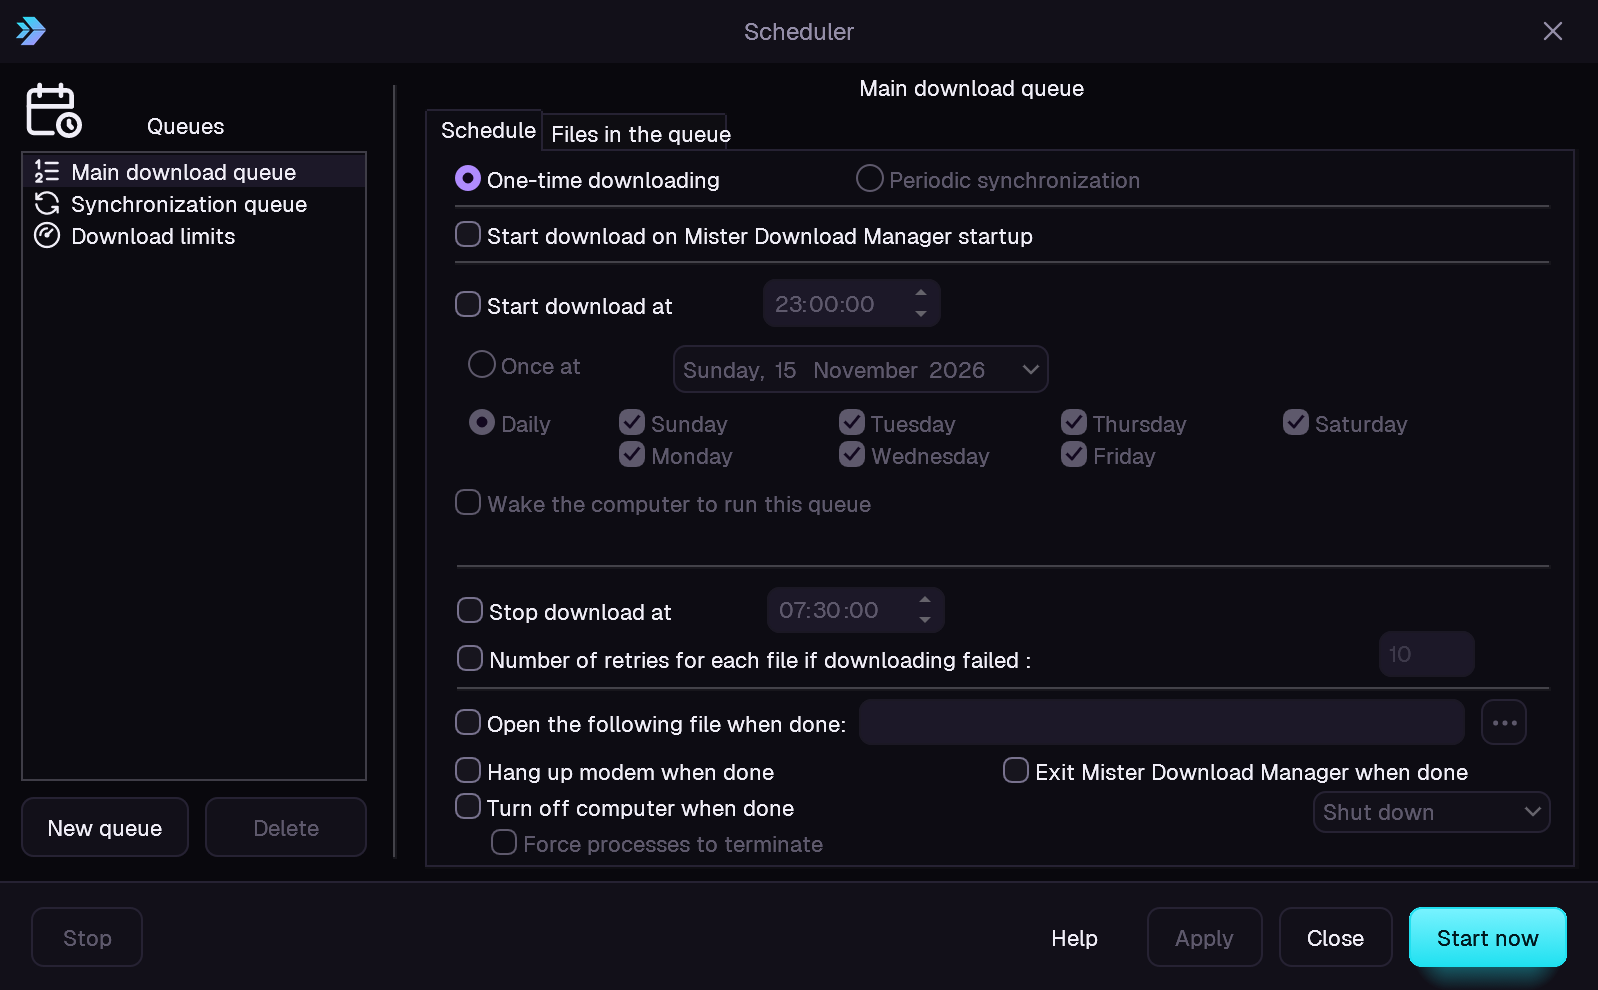 Scheduler
Queues
Main download queue
Synchronization queue
Download limits
New queue
Delete
Main download queue
Schedule
Files in the queue
One-time downloading
Periodic synchronization
Start download on Mister Download Manager startup
Start download at
23:00:00
Once at
Sunday, 15 November 2026
Daily
Sunday
Tuesday
Thursday
Saturday
Monday
Wednesday
Friday
Wake the computer to run this queue
Stop download at
07:30:00
Number of retries for each file if downloading failed :
10
Open the following file when done:
Hang up modem when done
Exit Mister Download Manager when done
Turn off computer when done
Shut down
Force processes to terminate
Stop
Help
Apply
Close
Start now